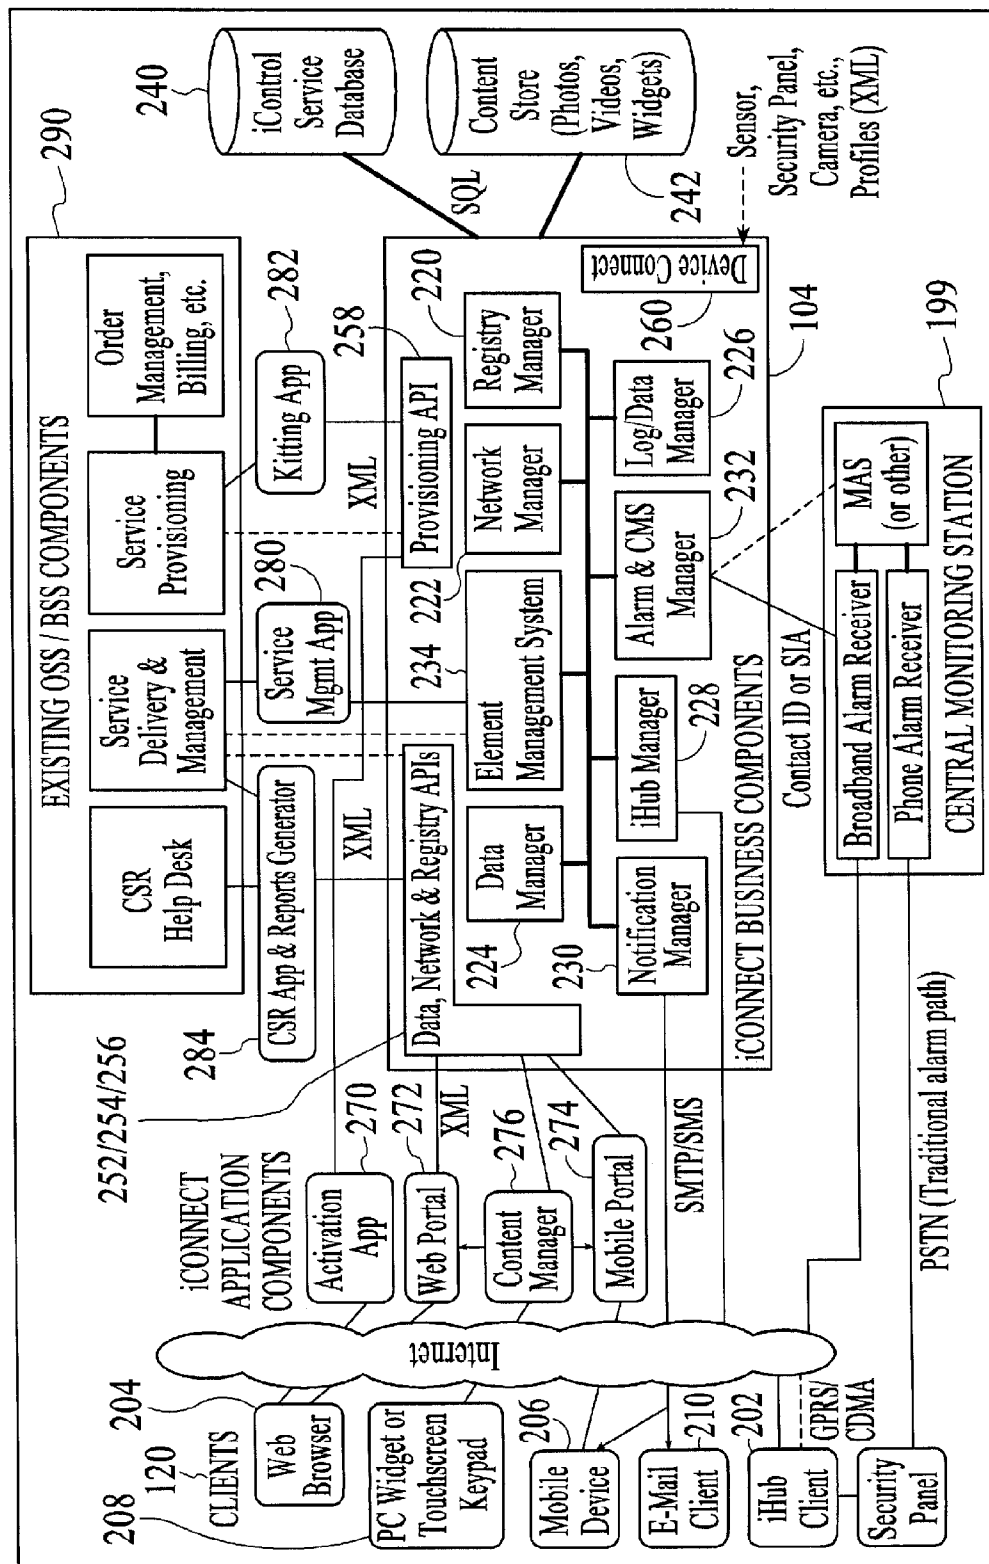 120
CLIENTS
208
204
Web
Browser
PC Widget or
Touchscreen
Keypad
206
Mobile
Device
210
E-Mail
Client
202
iHub
Client
GPRS/
CDMA
Security
Panel
Internet
iCONNECT
APPLICATION
COMPONENTS
270
Activation
App
272
Web Portal
XML
276
Content
Manager
274
Mobile Portal
SMTP/SMS
PSTN (Traditional alarm path)
252/254/256
284
CSR App & Reports Generator
EXISTING OSS / BSS COMPONENTS
290
CSR
Help Desk
Service
Delivery &
Management
Service
Provisioning
Order
Management,
Billing, etc.
280
Service
Mgmt App
282
Kitting App
XML
XML
258
Data, Network & Registry APIs
Provisioning API
234
Element
Management System
222
Network
Manager
220
Registry
Manager
224
Data
Manager
230
Notification
Manager
iHub Manager
228
Alarm & CMS
Manager
232
Log/Data
Manager
226
260
Device Connect
iCONNECT BUSINESS COMPONENTS
104
240
iControl
Service
Database
SQL
Content
Store
(Photos,
Videos,
Widgets)
242
Sensor,
Security Panel,
Camera, etc.,
Profiles (XML)
Contact ID or SIA
199
Broadband Alarm Receiver
Phone Alarm Receiver
MAS
(or other)
CENTRAL MONITORING STATION